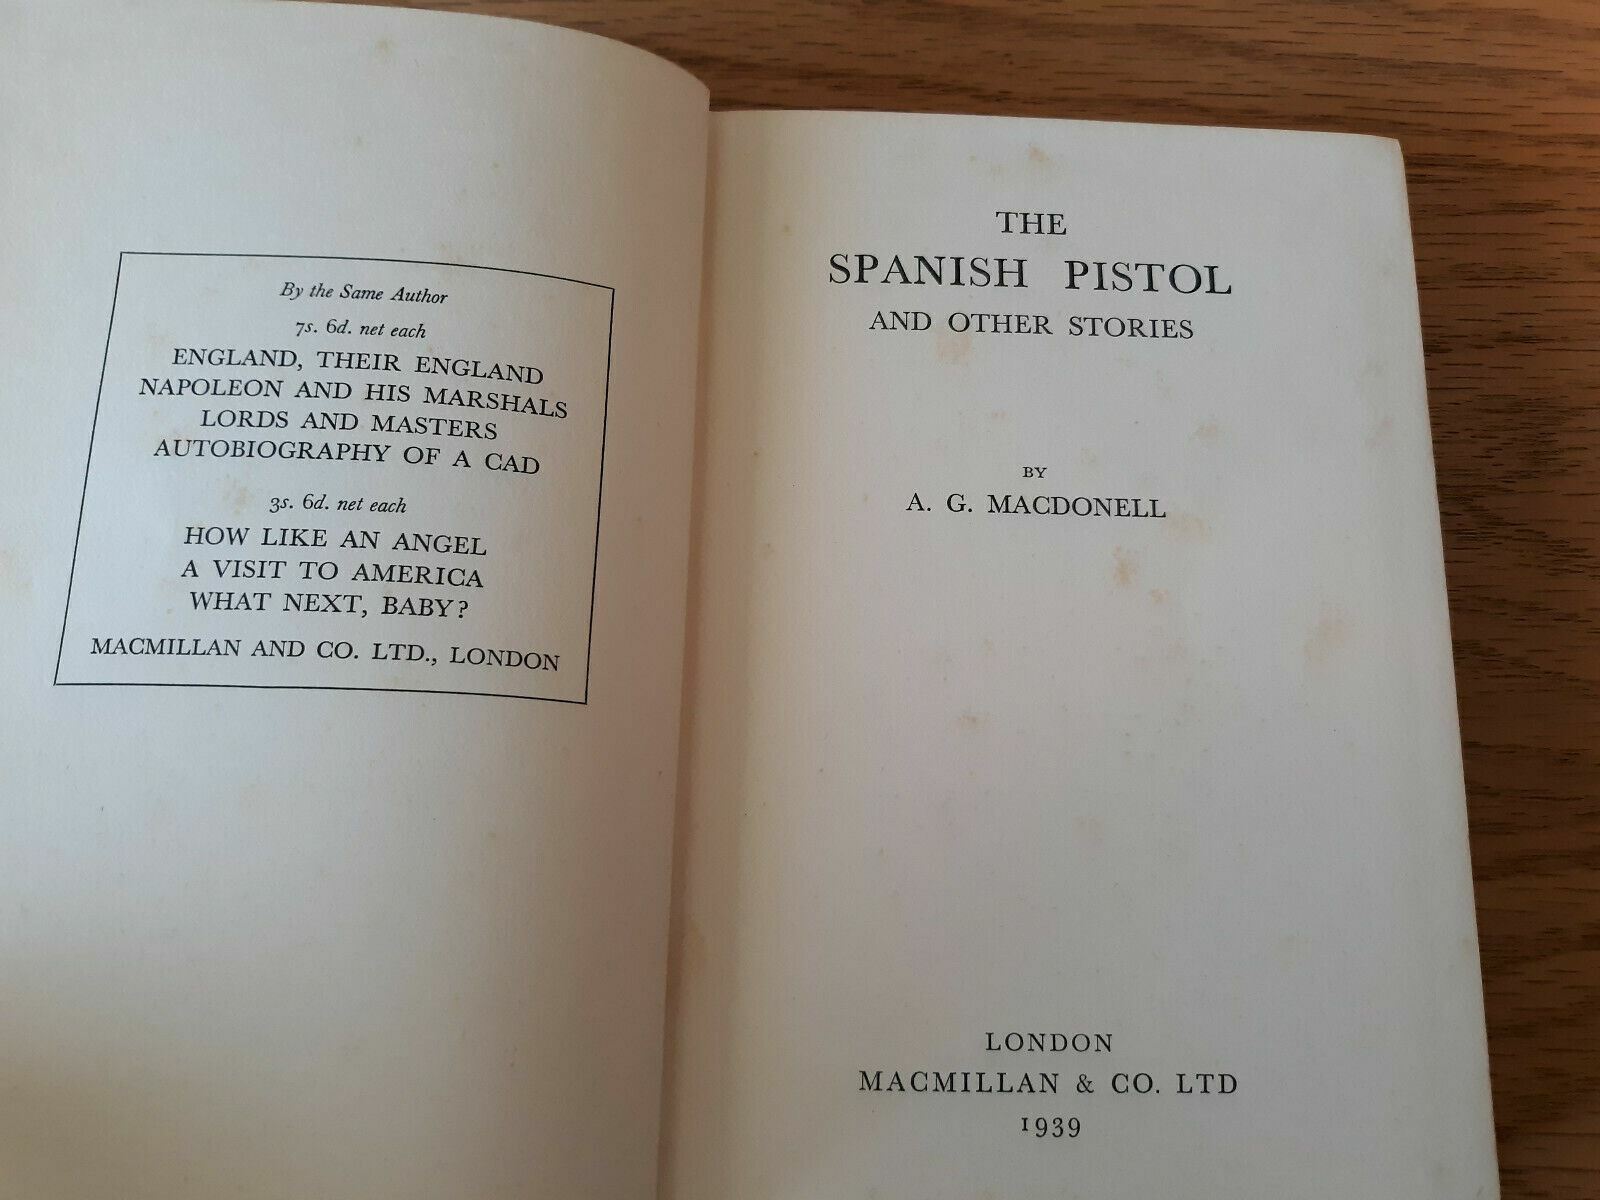 By the Same Author
7s. 6d. net each
ENGLAND, THEIR ENGLAND
NAPOLEON AND HIS MARSHALS
LORDS AND MASTERS
AUTOBIOGRAPHY OF A CAD
3s. 6d. net each
HOW LIKE AN ANGEL
A VISIT TO AMERICA
WHAT NEXT, BABY?
MACMILLAN AND CO. LTD., LONDON
THE
SPANISH PISTOL
AND OTHER STORIES
BY
A. G. MACDONELL
LONDON
MACMILLAN & CO. LTD
1939